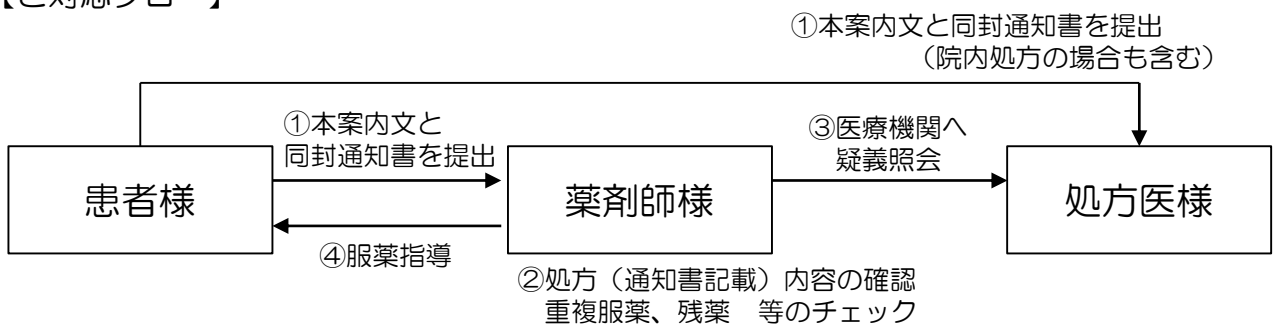 【ご対応フロー】
①本案内文と同封通知書を提出
（院内処方の場合も含む）
①本案内文と
同封通知書を提出
③医療機関へ
疑義照会
患者様
薬剤師様
処方医様
④服薬指導
②処方（通知書記載）内容の確認
重複服薬、残薬　等のチェック